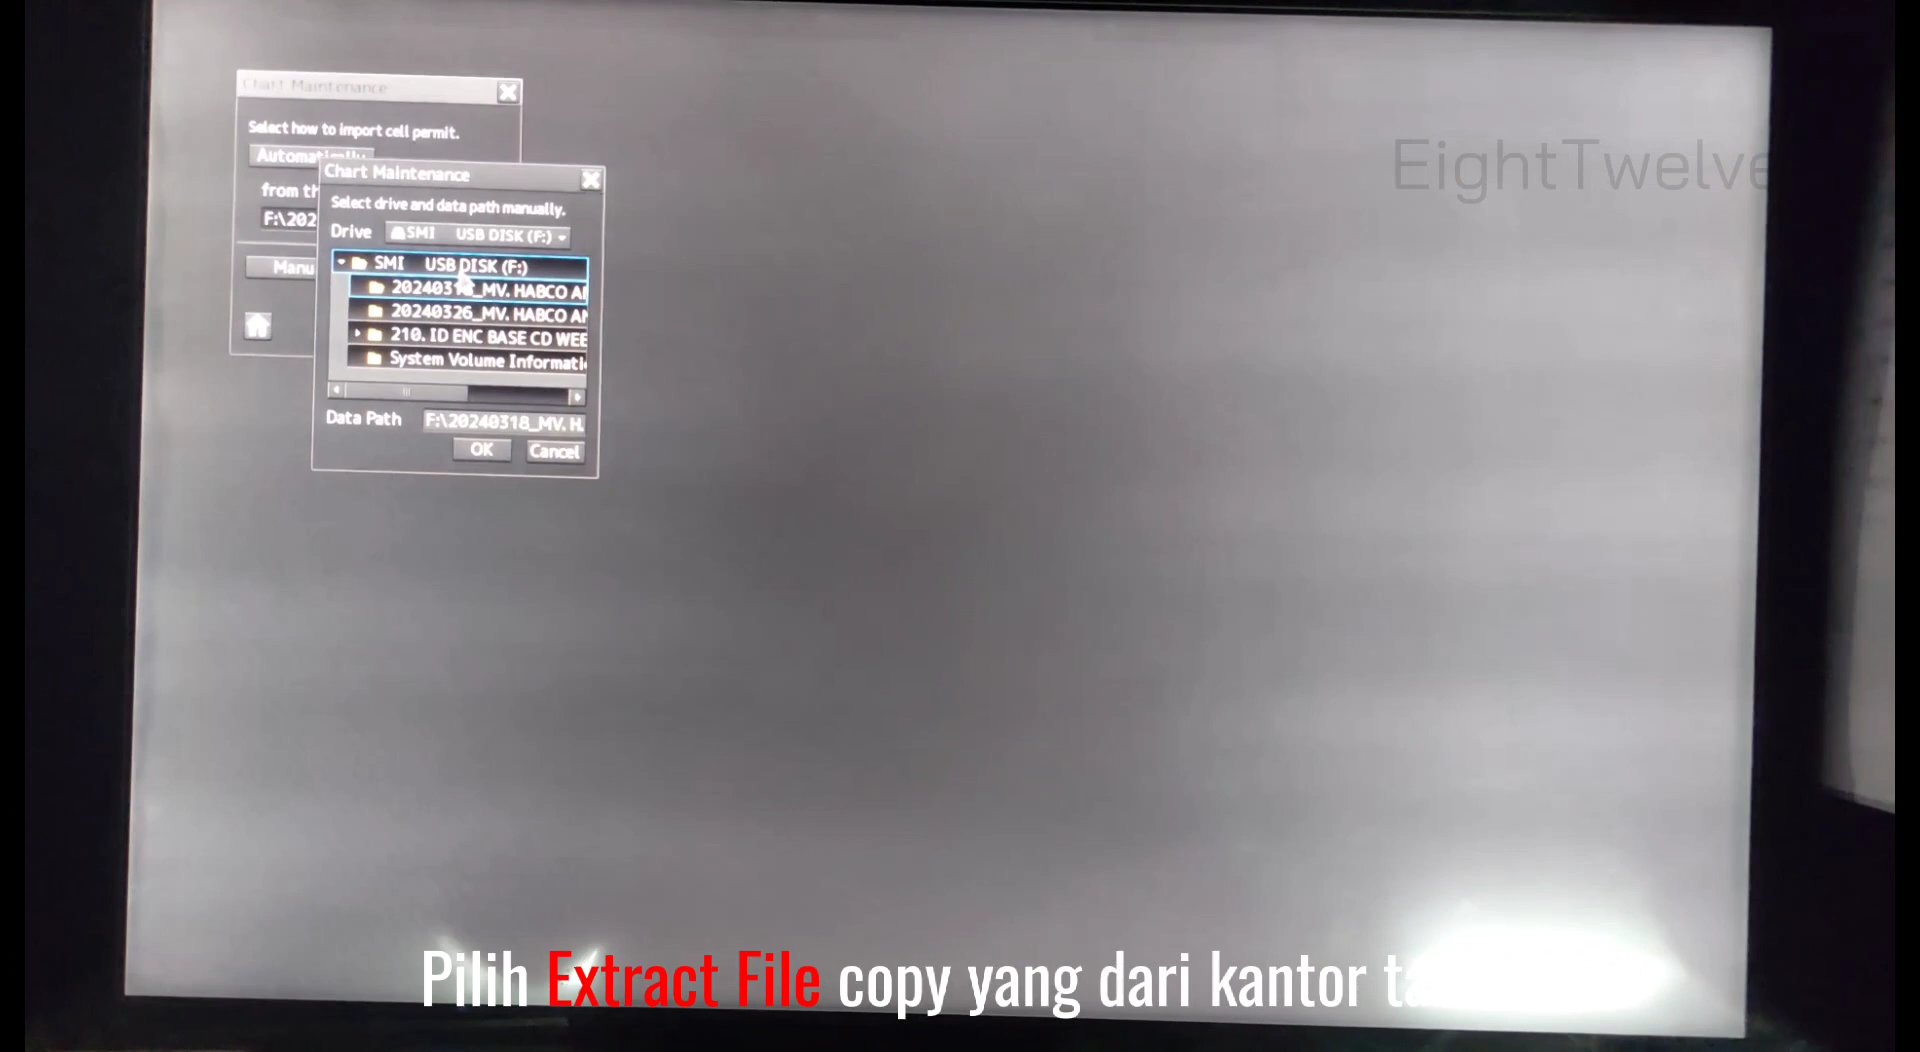 Chart Maintenance
Select how to import cell permit.
Automatically
from th
F:\202
Manu
Chart Maintenance
Select drive and data path manually.
Drive SMI USB DISK (F:)
SMI USB DISK (F:)
20240318_MV. HABCO A
20240326_MV. HABCO A
210. ID ENC BASE CD WEE
System Volume Informati
Data Path F:\20240318_MV. H.
OK Cancel
EightTwelve
Pilih Extract File copy yang dari kantor